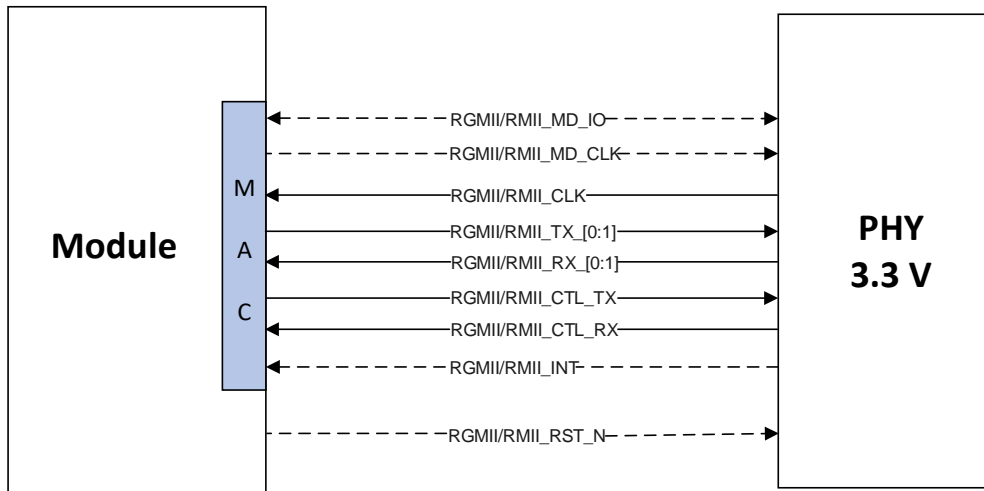 Module
M
A
C
RGMII/RMII_MD_IO
RGMII/RMII_MD_CLK
RGMII/RMII_CLK
RGMII/RMII_TX_[0:1]
RGMII/RMII_RX_[0:1]
RGMII/RMII_CTL_TX
RGMII/RMII_CTL_RX
RGMII/RMII_INT
RGMII/RMII_RST_N
PHY
3.3 V